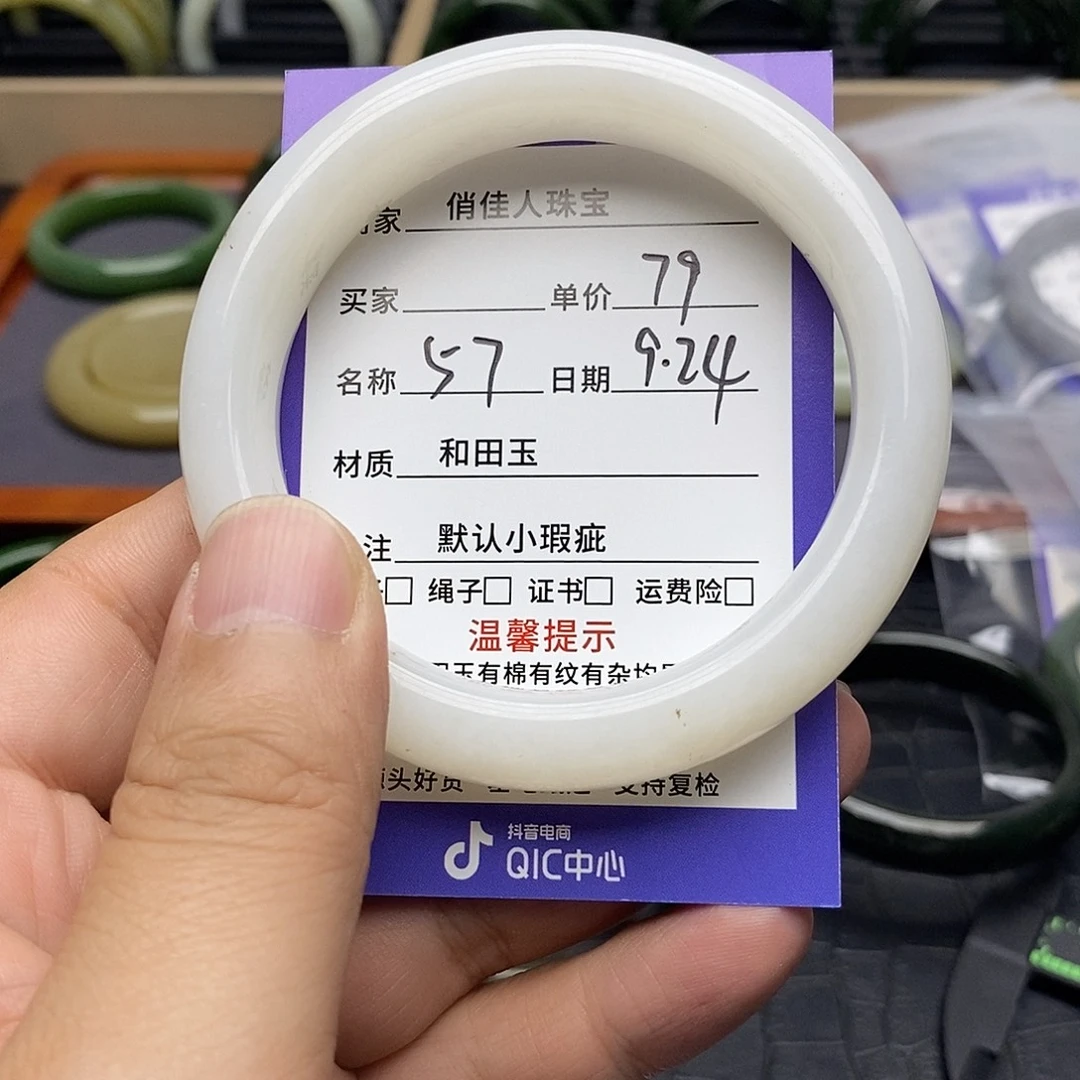 家 俏佳人珠宝
买家 单价 79
名称 57 日期 9.24
材质 和田玉
注 默认小瑕疵
绳子 证书 运费险
温馨提示
玉有棉有纹有杂均
头好货 支持复检
抖音电商
QIC中心